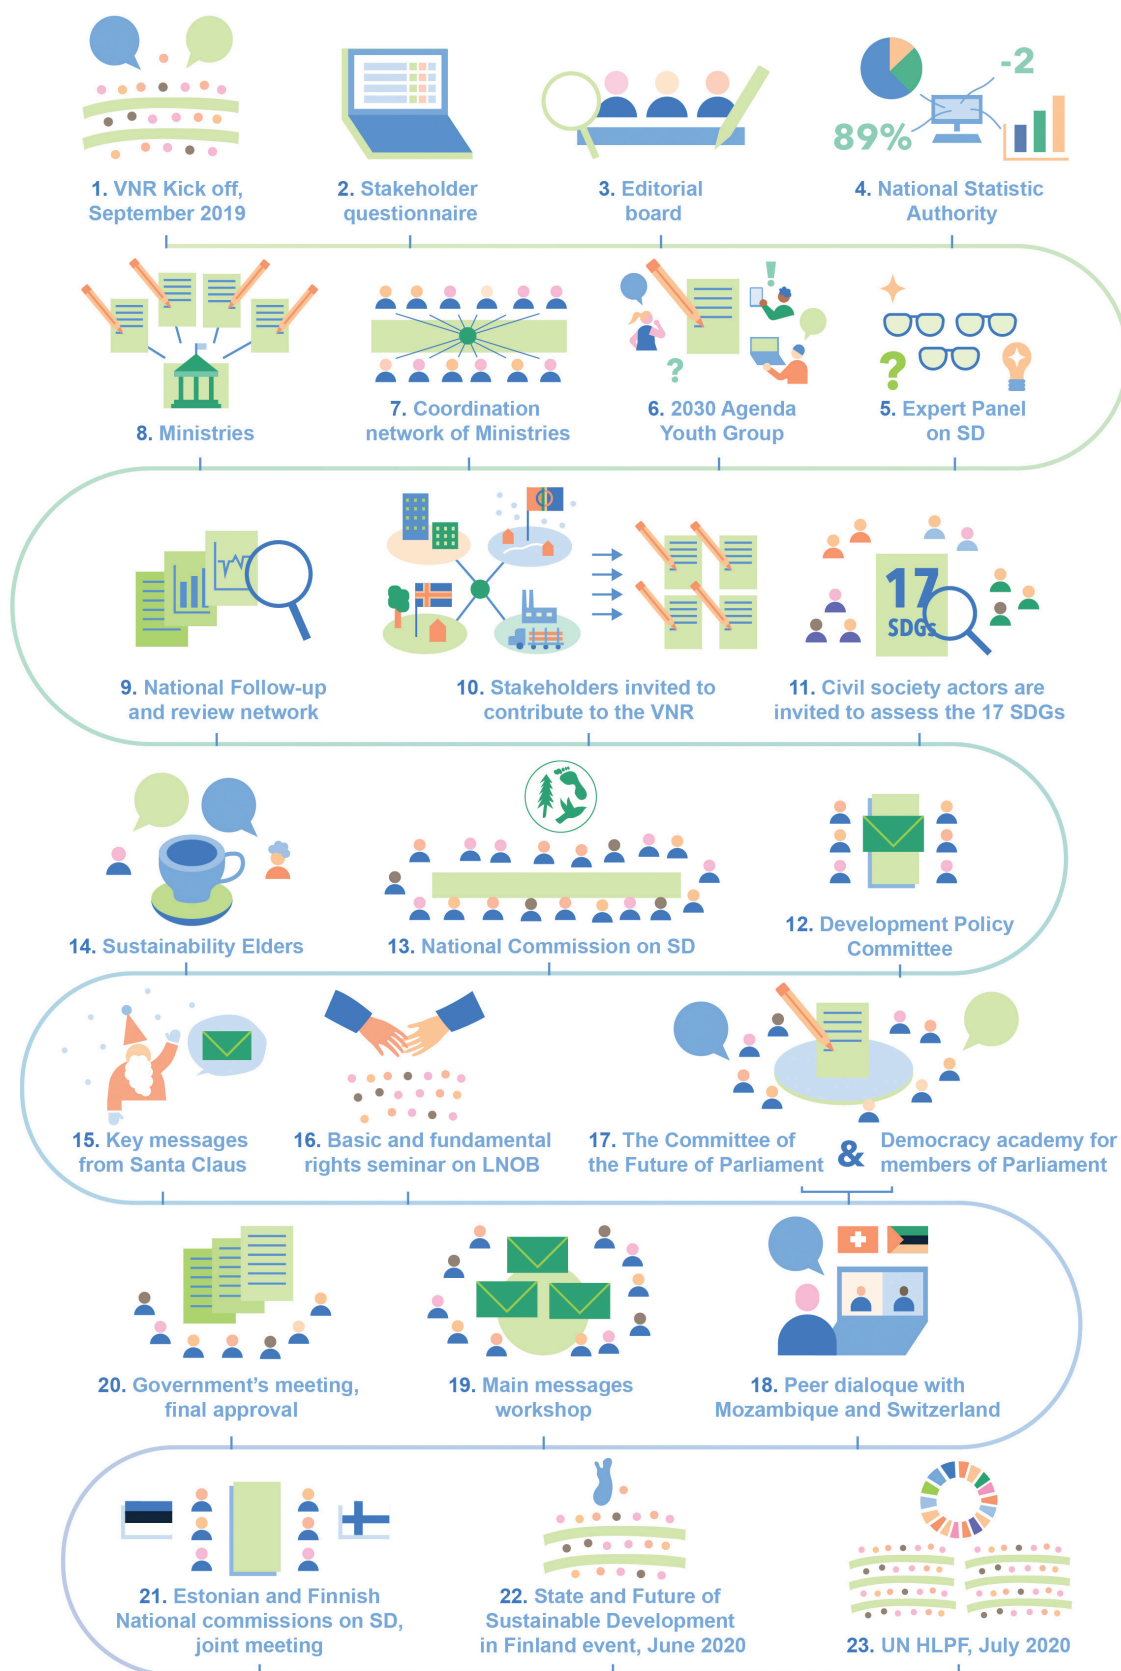 -2
89%
1. VNR Kick off,
September 2019
2. Stakeholder
questionnaire
3. Editorial
board
4. National Statistic
Authority
!
?
?
8. Ministries
7. Coordination
network of Ministries
6. 2030 Agenda
Youth Group
5. Expert Panel
on SD
17
SDGs
9. National Follow-up
and review network
10. Stakeholders invited to
contribute to the VNR
11. Civil society actors are
invited to assess the 17 SDGs
14. Sustainability Elders
13. National Commission on SD
12. Development Policy
Committee
15. Key messages
from Santa Claus
16. Basic and fundamental
rights seminar on LNOB
17. The Committee of
the Future of Parliament
&
Democracy academy for
members of Parliament
20. Government’s meeting,
final approval
19. Main messages
workshop
18. Peer dialogue with
Mozambique and Switzerland
21. Estonian and Finnish
National commissions on SD,
joint meeting
22. State and Future of
Sustainable Development
in Finland event, June 2020
23. UN HLPF, July 2020